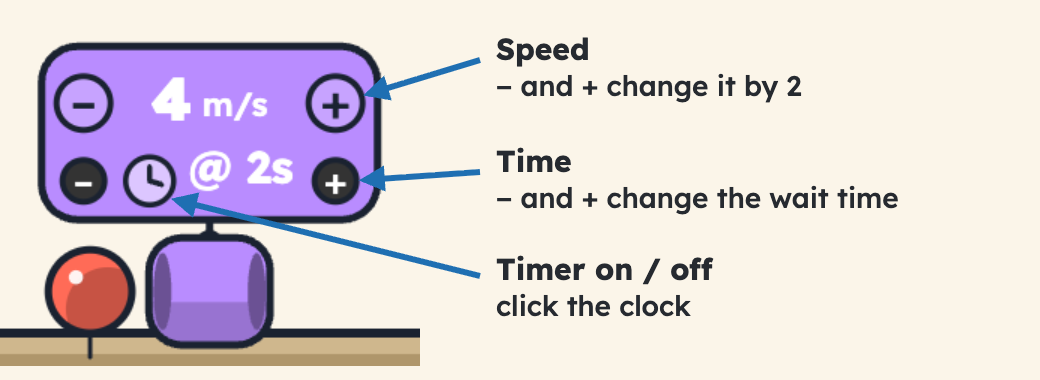 − 4 m/s +
− @ 2s +
Speed
− and + change it by 2
Time
− and + change the wait time
Timer on / off
click the clock